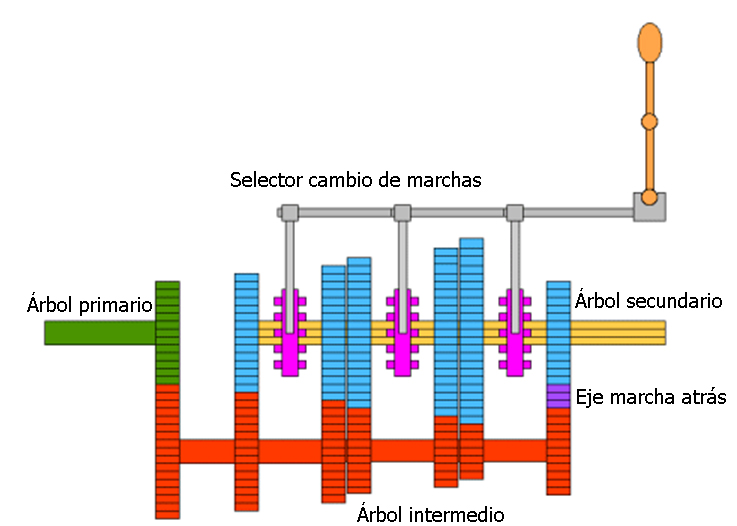 Selector cambio de marchas
Árbol primario
Árbol secundario
Eje marcha atrás
Árbol intermedio